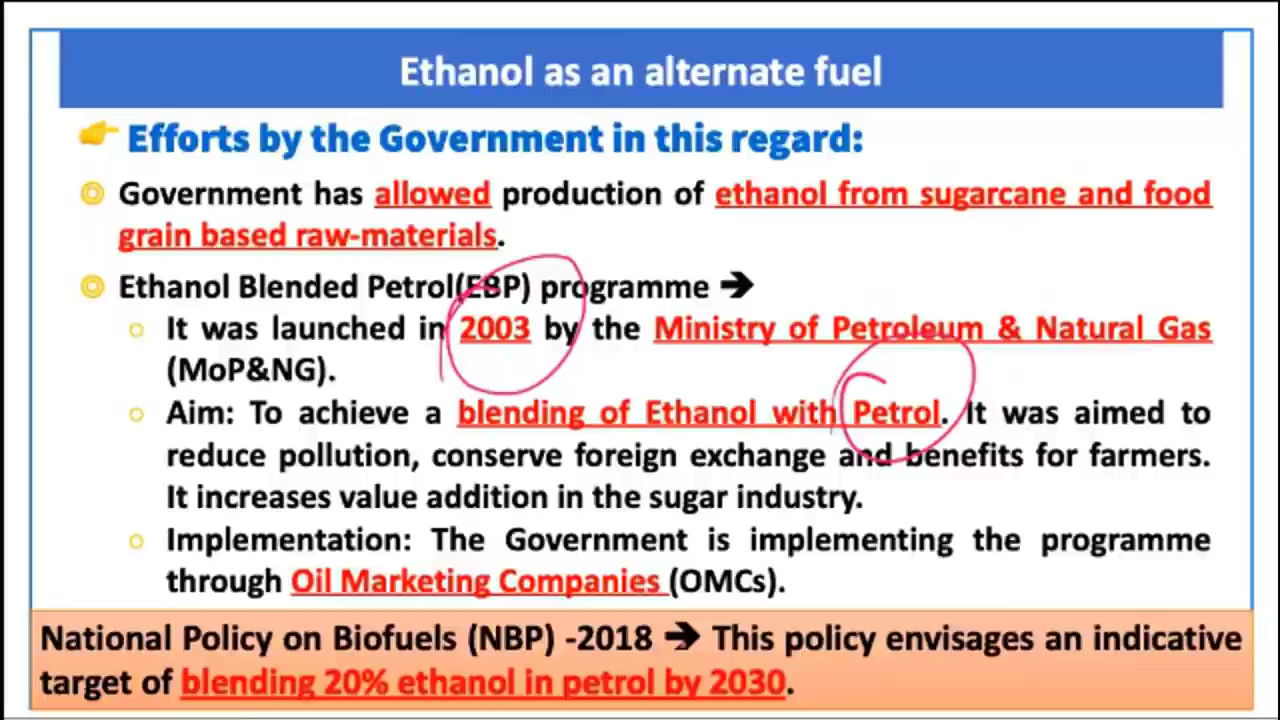 Ethanol as an alternate fuel
Efforts by the Government in this regard:
Government has allowed production of ethanol from sugarcane and food
grain based raw-materials.
Ethanol Blended Petrol(EBP) programme ➔
It was launched in 2003 by the Ministry of Petroleum & Natural Gas
(MoP&NG).
Aim: To achieve a blending of Ethanol with Petrol. It was aimed to
reduce pollution, conserve foreign exchange and benefits for farmers.
It increases value addition in the sugar industry.
Implementation: The Government is implementing the programme
through Oil Marketing Companies (OMCs).
National Policy on Biofuels (NBP) -2018 ➔ This policy envisages an indicative
target of blending 20% ethanol in petrol by 2030.